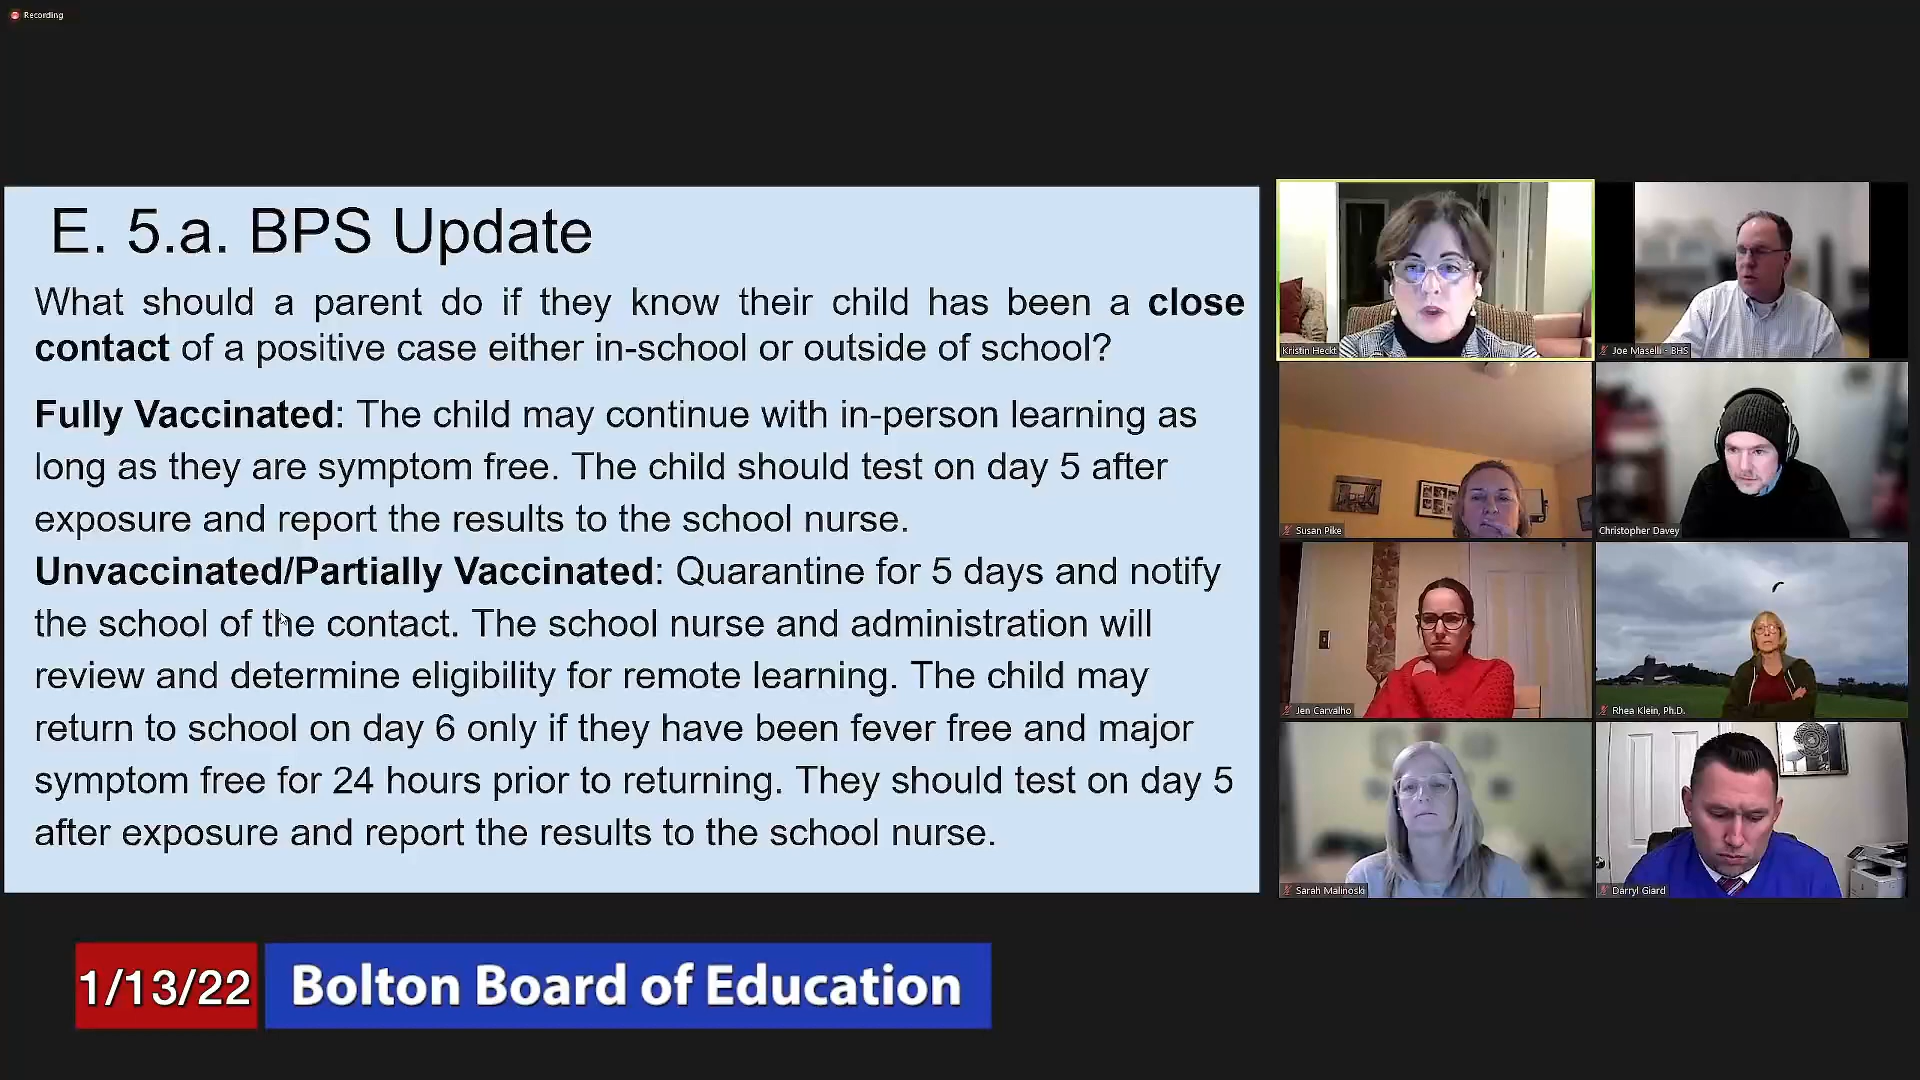 Recording
E. 5.a. BPS Update
What should a parent do if they know their child has been a close
contact of a positive case either in-school or outside of school?
Fully Vaccinated: The child may continue with in-person learning as
long as they are symptom free. The child should test on day 5 after
exposure and report the results to the school nurse.
Unvaccinated/Partially Vaccinated: Quarantine for 5 days and notify
the school of the contact. The school nurse and administration will
review and determine eligibility for remote learning. The child may
return to school on day 6 only if they have been fever free and major
symptom free for 24 hours prior to returning. They should test on day 5
after exposure and report the results to the school nurse.
Kristin Heckt
Joe Maselli - BHS
Susan Pike
Christopher Davey
Jen Carvalho
Rhea Klein, Ph.D.
Sarah Malinoski
Darryl Giard
1/13/22
Bolton Board of Education